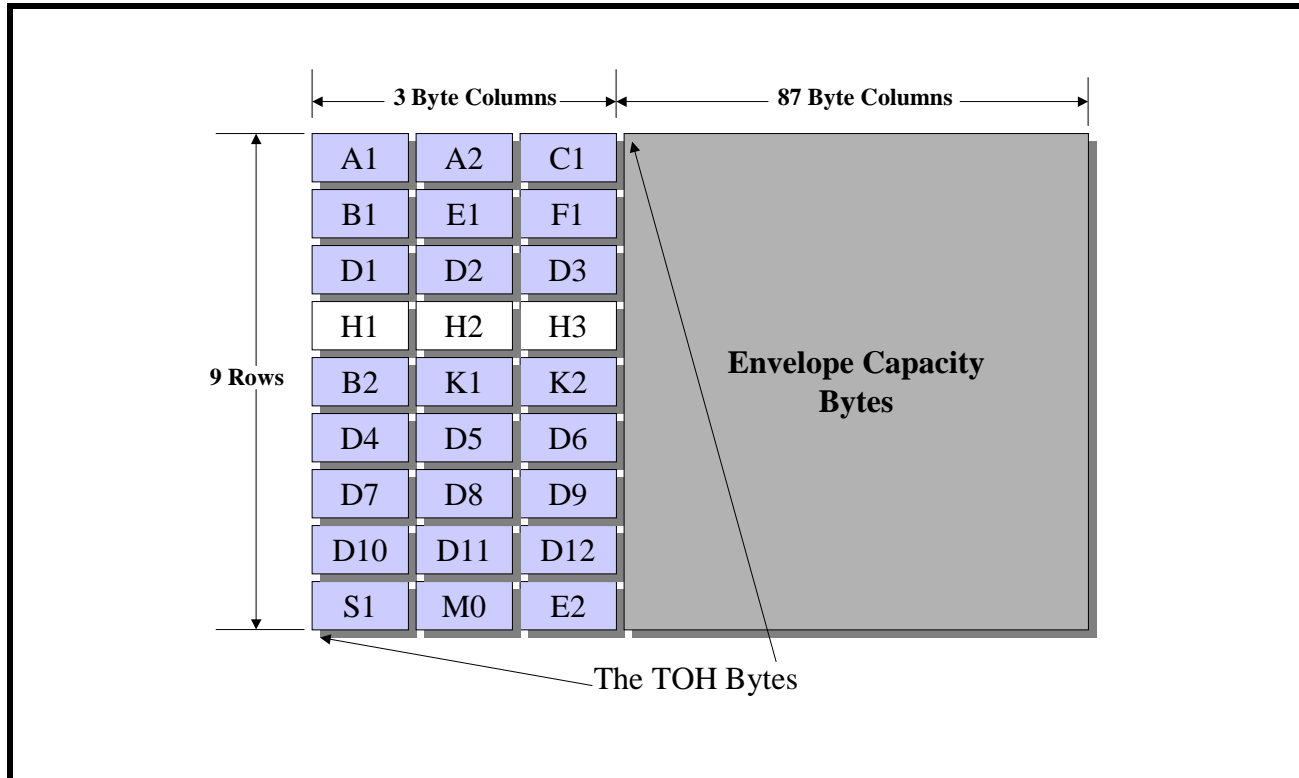 3 Byte Columns
87 Byte Columns
A1 A2 C1
B1 E1 F1
D1 D2 D3
H1 H2 H3
9 Rows
B2 K1 K2
D4 D5 D6
D7 D8 D9
D10 D11 D12
S1 M0 E2
Envelope Capacity
Bytes
The TOH Bytes